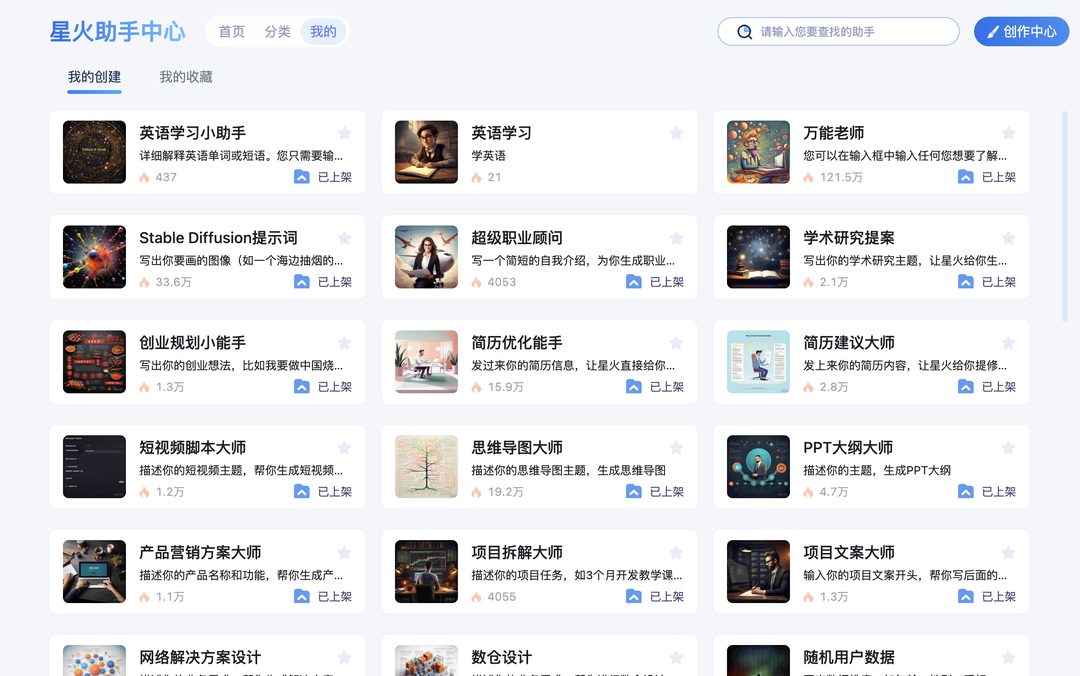 星火助手中心
首页 分类 我的
请输入您要查找的助手
创作中心
我的创建 我的收藏
英语学习小助手
详细解释英语单词或短语。您只需要输...
437 已上架
英语学习
学英语
21
万能老师
您可以在输入框中输入任何您想要了解...
121.5万 已上架
Stable Diffusion提示词
写出你要画的图像（如一个海边抽烟的...
33.6万 已上架
超级职业顾问
写一个简短的自我介绍，为你生成职业...
4053 已上架
学术研究提案
写出你的学术研究主题，让星火给你生...
2.1万 已上架
创业规划小能手
写出你的创业想法，比如我要做中国烧...
1.3万 已上架
简历优化能手
发过来你的简历信息，让星火直接给你...
15.9万 已上架
简历建议大师
发上来你的简历内容，让星火给你提修...
2.8万 已上架
短视频脚本大师
描述你的短视频主题，帮你生成短视频...
1.2万 已上架
思维导图大师
描述你的思维导图主题，生成思维导图
19.2万 已上架
PPT大纲大师
描述你的主题，生成PPT大纲
4.7万 已上架
产品营销方案大师
描述你的产品名称和功能，帮你生成产...
1.1万 已上架
项目拆解大师
描述你的项目任务，如3个月开发教学课...
4055 已上架
项目文案大师
输入你的项目文案开头，帮你写后面的...
1.3万 已上架
网络解决方案设计
数仓设计
随机用户数据